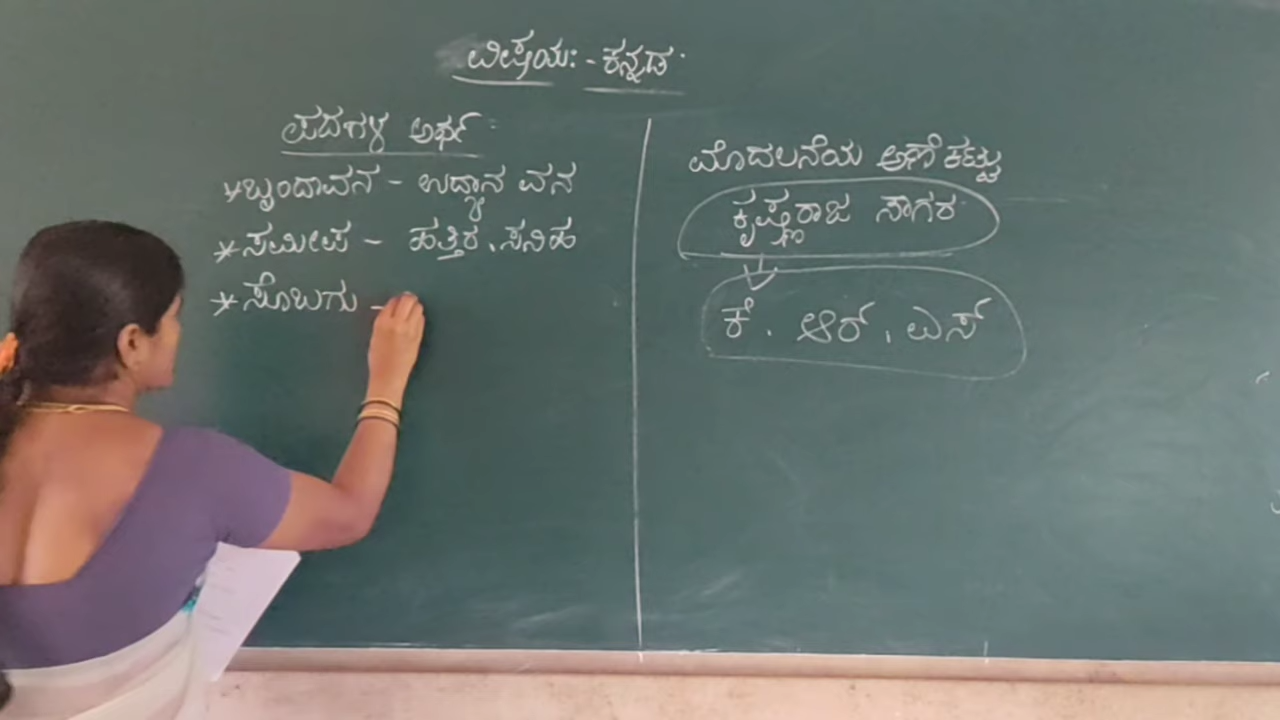 ವಿಷಯ: - ಕನ್ನಡ.
ಪದಗಳ ಅರ್ಥ:
*ಬೃಂದಾವನ - ಉದ್ಯಾನ ವನ
*ಸಮೀಪ - ಹತ್ತಿರ, ಸನಿಹ
*ಸೊಬಗು -
ಮೊದಲನೆಯ ಅಣೆಕಟ್ಟು
ಕೃಷ್ಣರಾಜ ಸಾಗರ
ಕೆ. ಆರ್. ಎಸ್